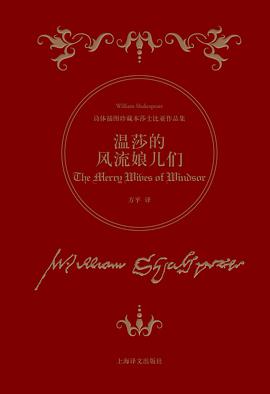 William Shakespeare
诗体插图珍藏本莎士比亚作品集
温莎的
风流娘儿们
The Merry Wives of Windsor
方平 译
William Shakspeare
上海译文出版社